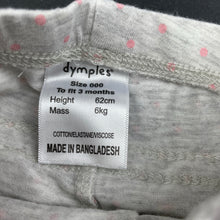 dymples®
Size 000
To fit 3 months
Height 62cm
Mass 6kg
COTTON/ELASTANE/VISCOSE
MADE IN BANGLADESH